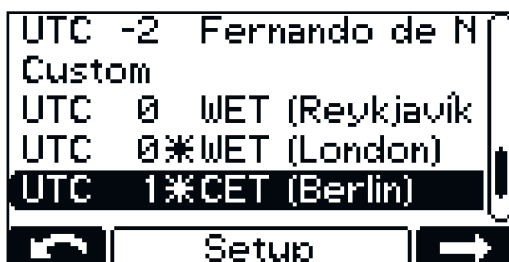 UTC -2 Fernando de N
Custom
UTC 0 WET (Reykjavík
UTC 0☀WET (London)
UTC 1☀CET (Berlin)
Setup